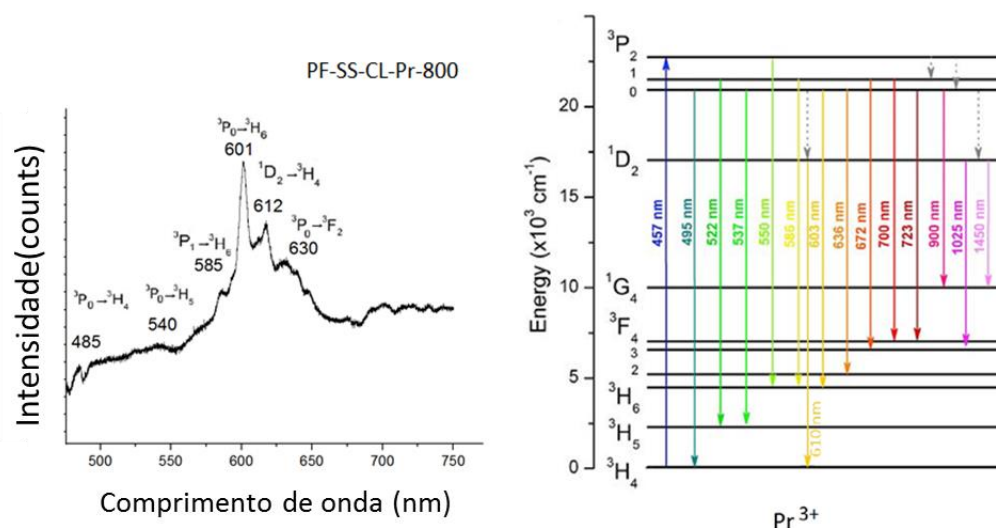 PF-SS-CL-Pr-800
³P₀→³H₆
601
¹D₂→³H₄
612
³P₀→³F₂
630
³P₁→³H₆
585
³P₀→³H₄
485
³P₀→³H₅
540
Intensidade(counts)
500
550
600
650
700
750
Comprimento de onda (nm)
³P₂
1
0
¹D₂
¹G₄
³F₄
3
2
³H₆
³H₅
³H₄
20
15
10
5
0
Energy (x10³ cm⁻¹)
457 nm
495 nm
522 nm
537 nm
550 nm
586 nm
603 nm
636 nm
672 nm
700 nm
723 nm
900 nm
1025 nm
1450 nm
610 nm
Pr³⁺